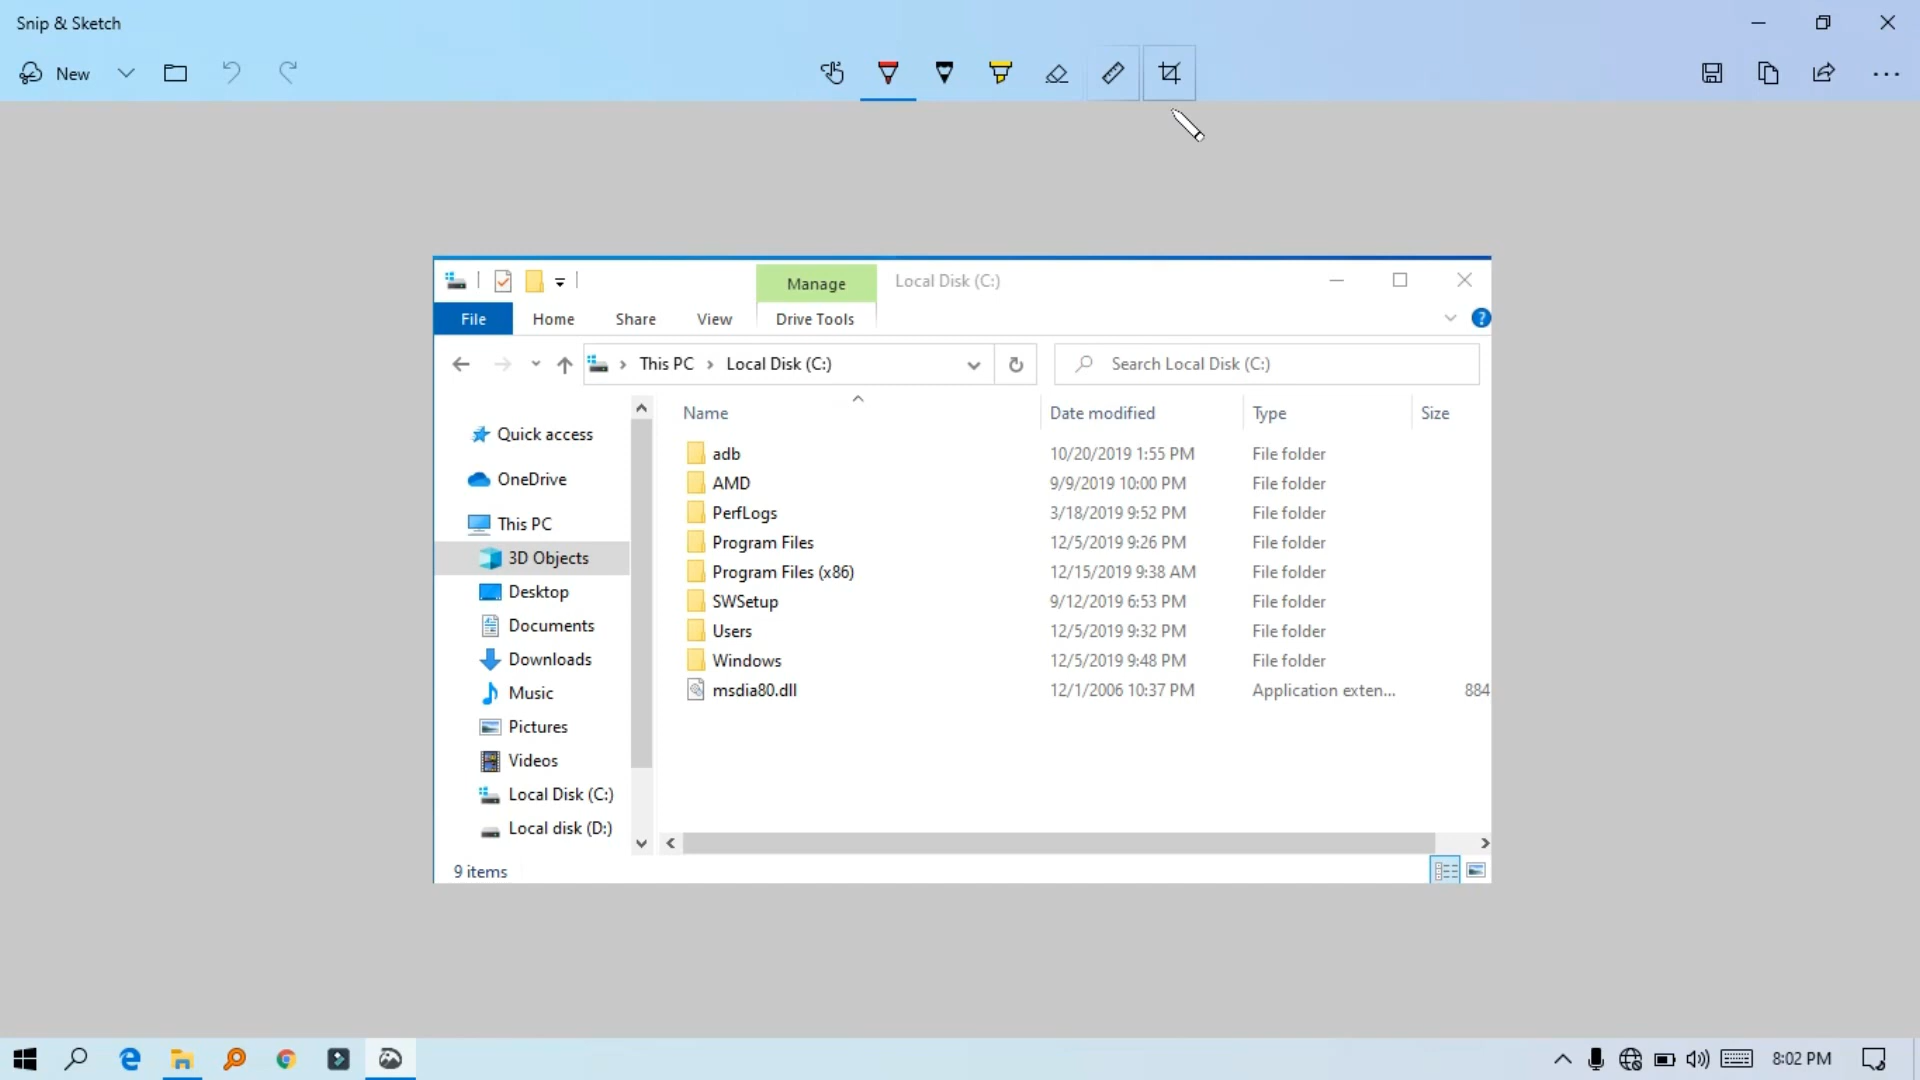 Snip & Sketch
New
Manage Local Disk (C:)
File Home Share View Drive Tools
This PC Local Disk (C:) Search Local Disk (C:)
Name Date modified Type Size
Quick access
OneDrive
This PC
3D Objects
Desktop
Documents
Downloads
Music
Pictures
Videos
Local Disk (C:)
Local disk (D:)
adb 10/20/2019 1:55 PM File folder
AMD 9/9/2019 10:00 PM File folder
PerfLogs 3/18/2019 9:52 PM File folder
Program Files 12/5/2019 9:26 PM File folder
Program Files (x86) 12/15/2019 9:38 AM File folder
SWSetup 9/12/2019 6:53 PM File folder
Users 12/5/2019 9:32 PM File folder
Windows 12/5/2019 9:48 PM File folder
msdia80.dll 12/1/2006 10:37 PM Application exten... 884
9 items
8:02 PM